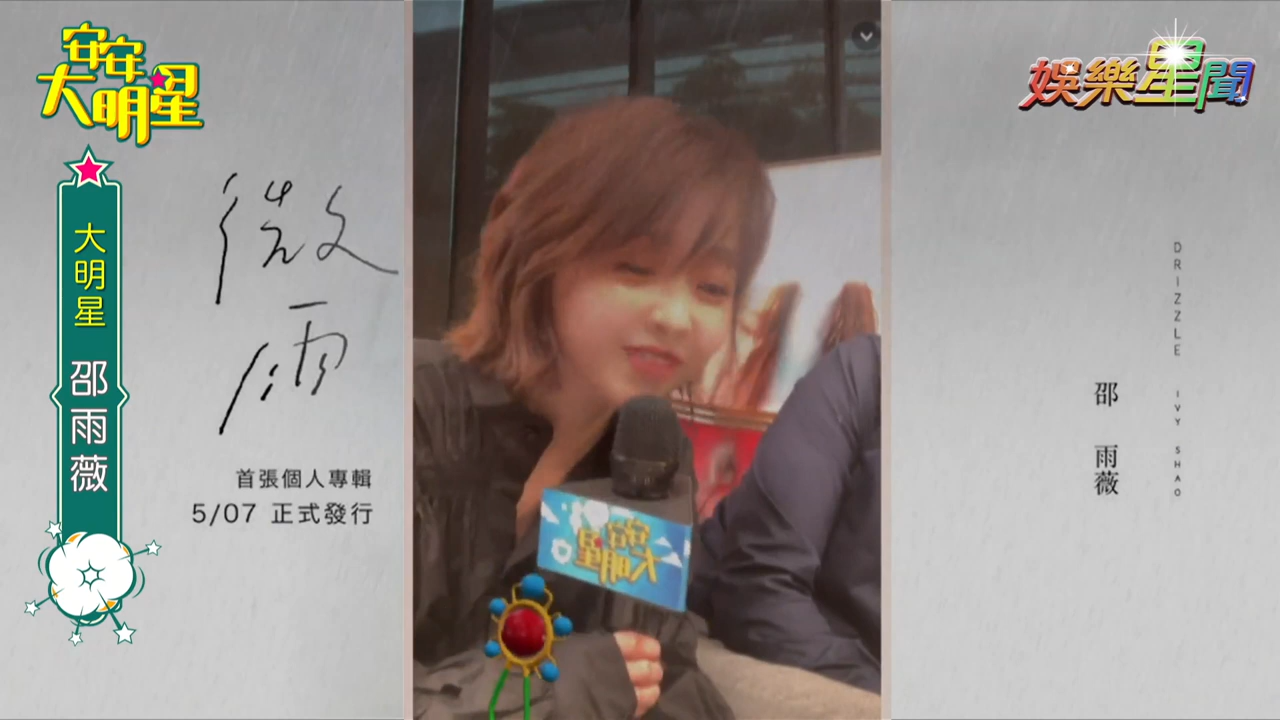 安安
大明星
大明星 邵雨薇
微雨
首張個人專輯
5/07 正式發行
安安
大明星
娛樂星聞
DRIZZLE IVY SHAO
邵 雨薇